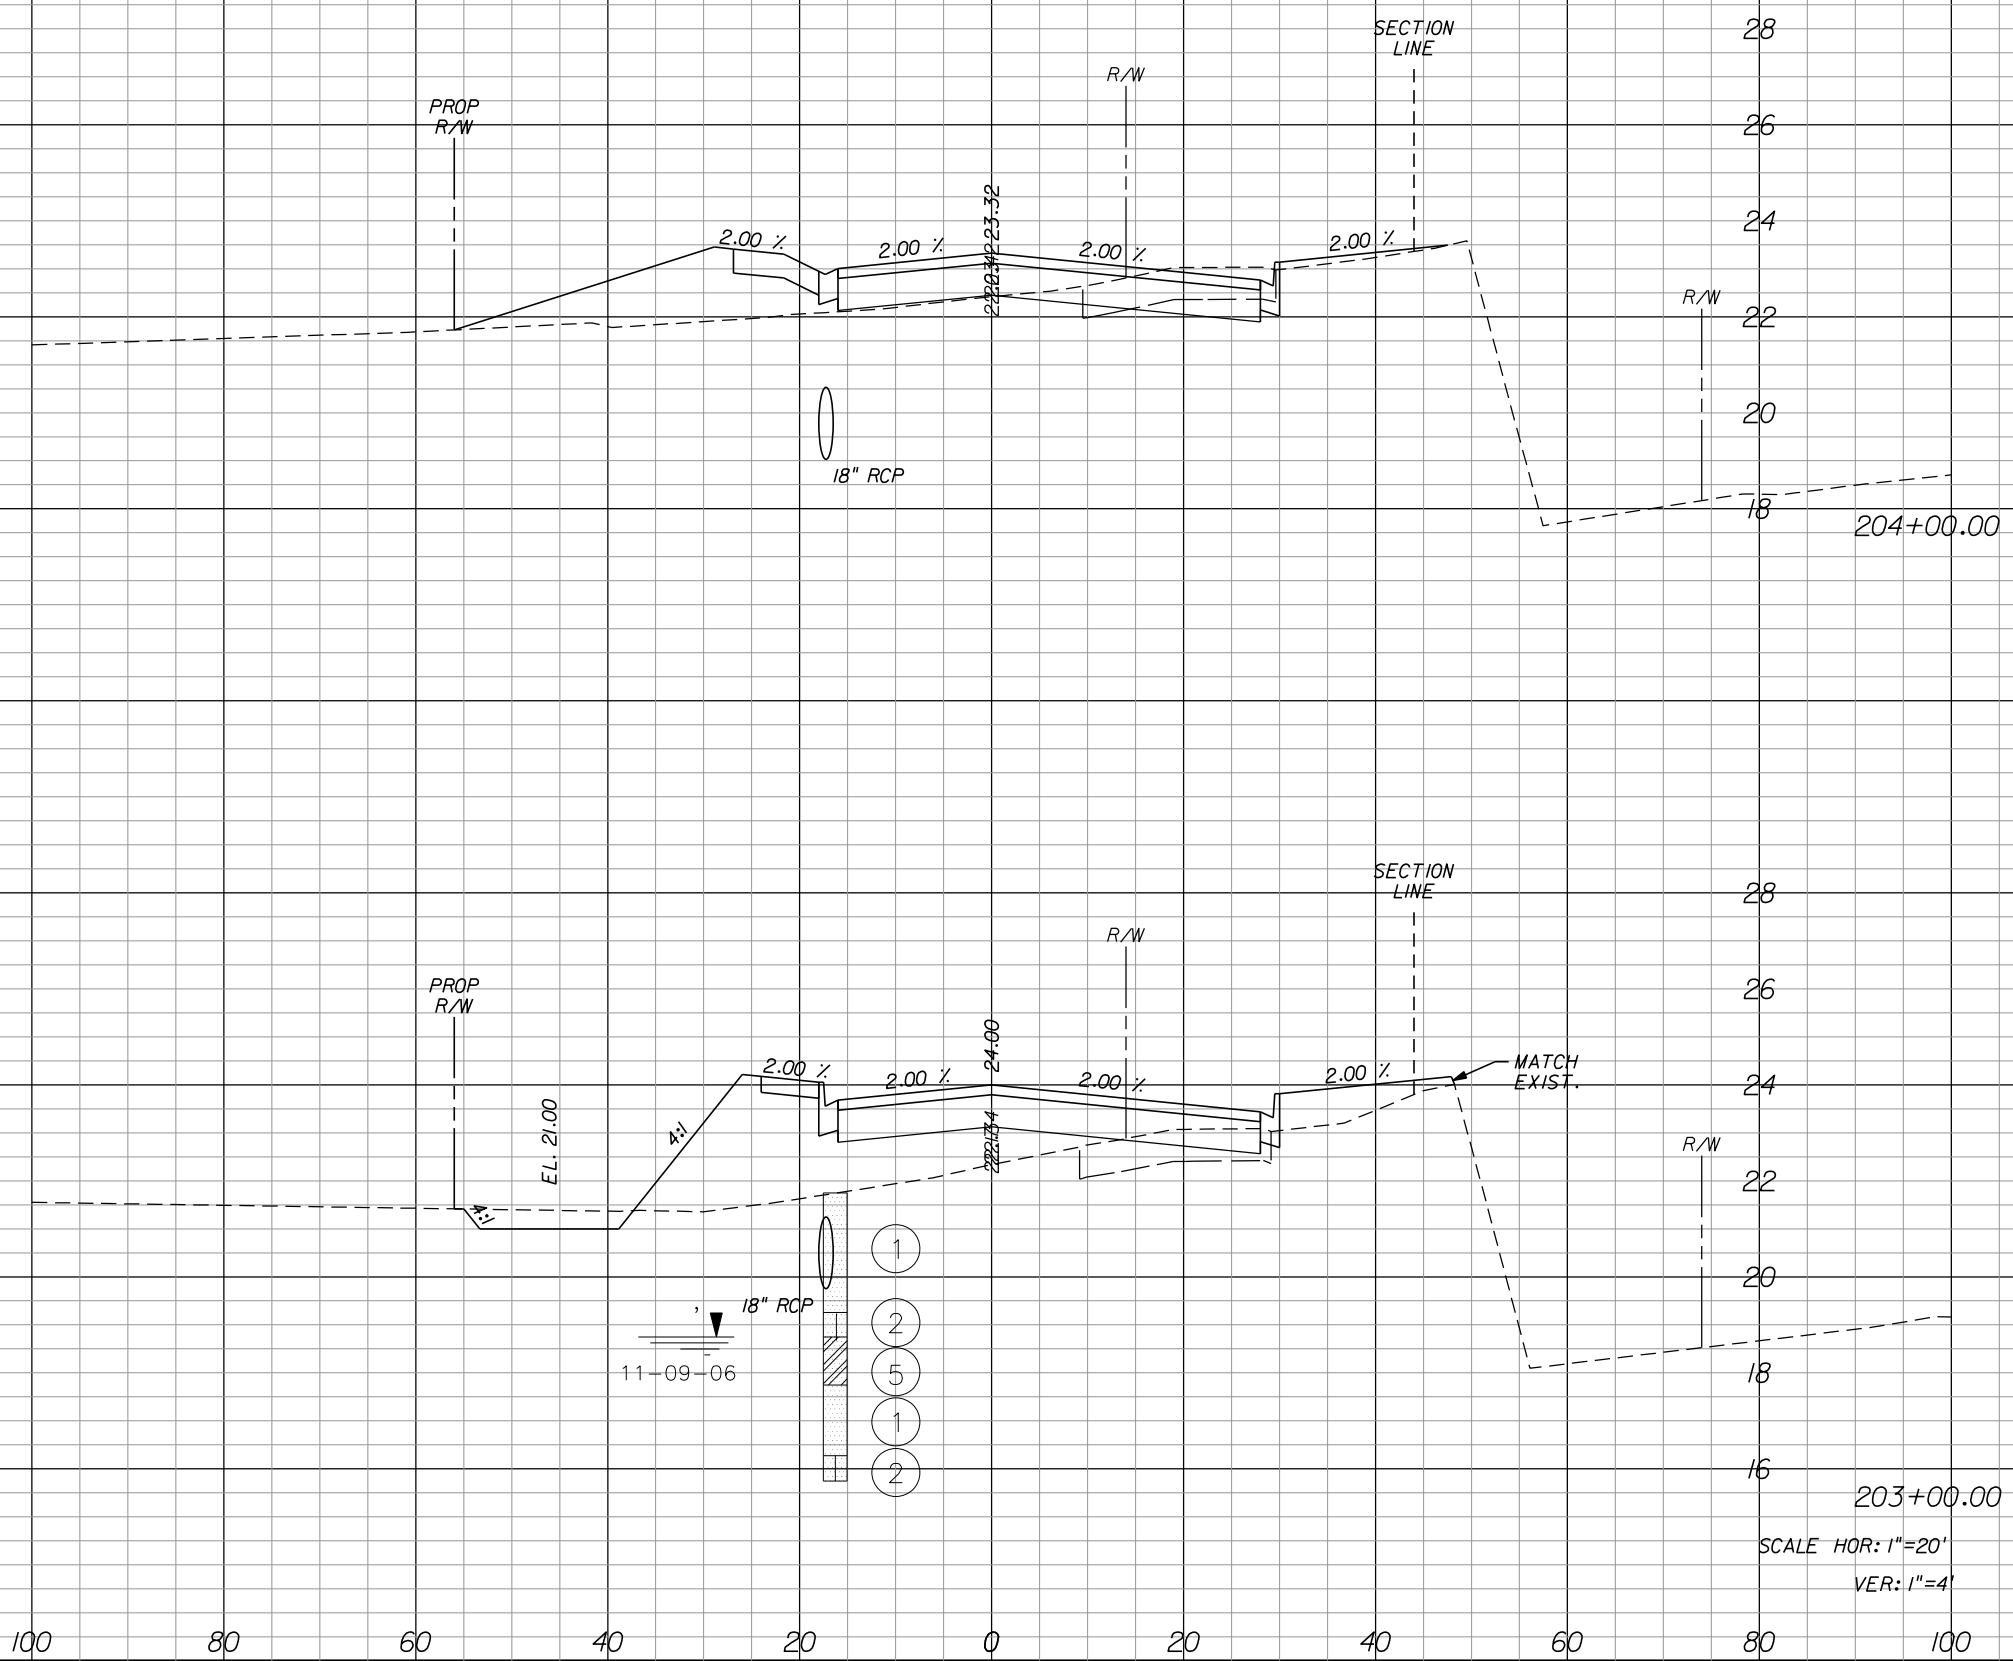 SECTION
LINE
28
R/W
PROP
R/W
26
23.32
24
2.00 %
2.00 %
2.00 %
2.00 %
R/W
22
20
18" RCP
18
204+00.00
SECTION
LINE
28
R/W
PROP
R/W
26
24.00
2.00 %
2.00 %
2.00 %
2.00 %
MATCH
EXIST.
24
EL. 21.00
4:1
R/W
22
4:1
1
20
18" RCP
2
11-09-06
5
18
1
2
16
203+00.00
SCALE HOR: 1"=20'
VER: 1"=4'
100 80 60 40 20 0 20 40 60 80 100